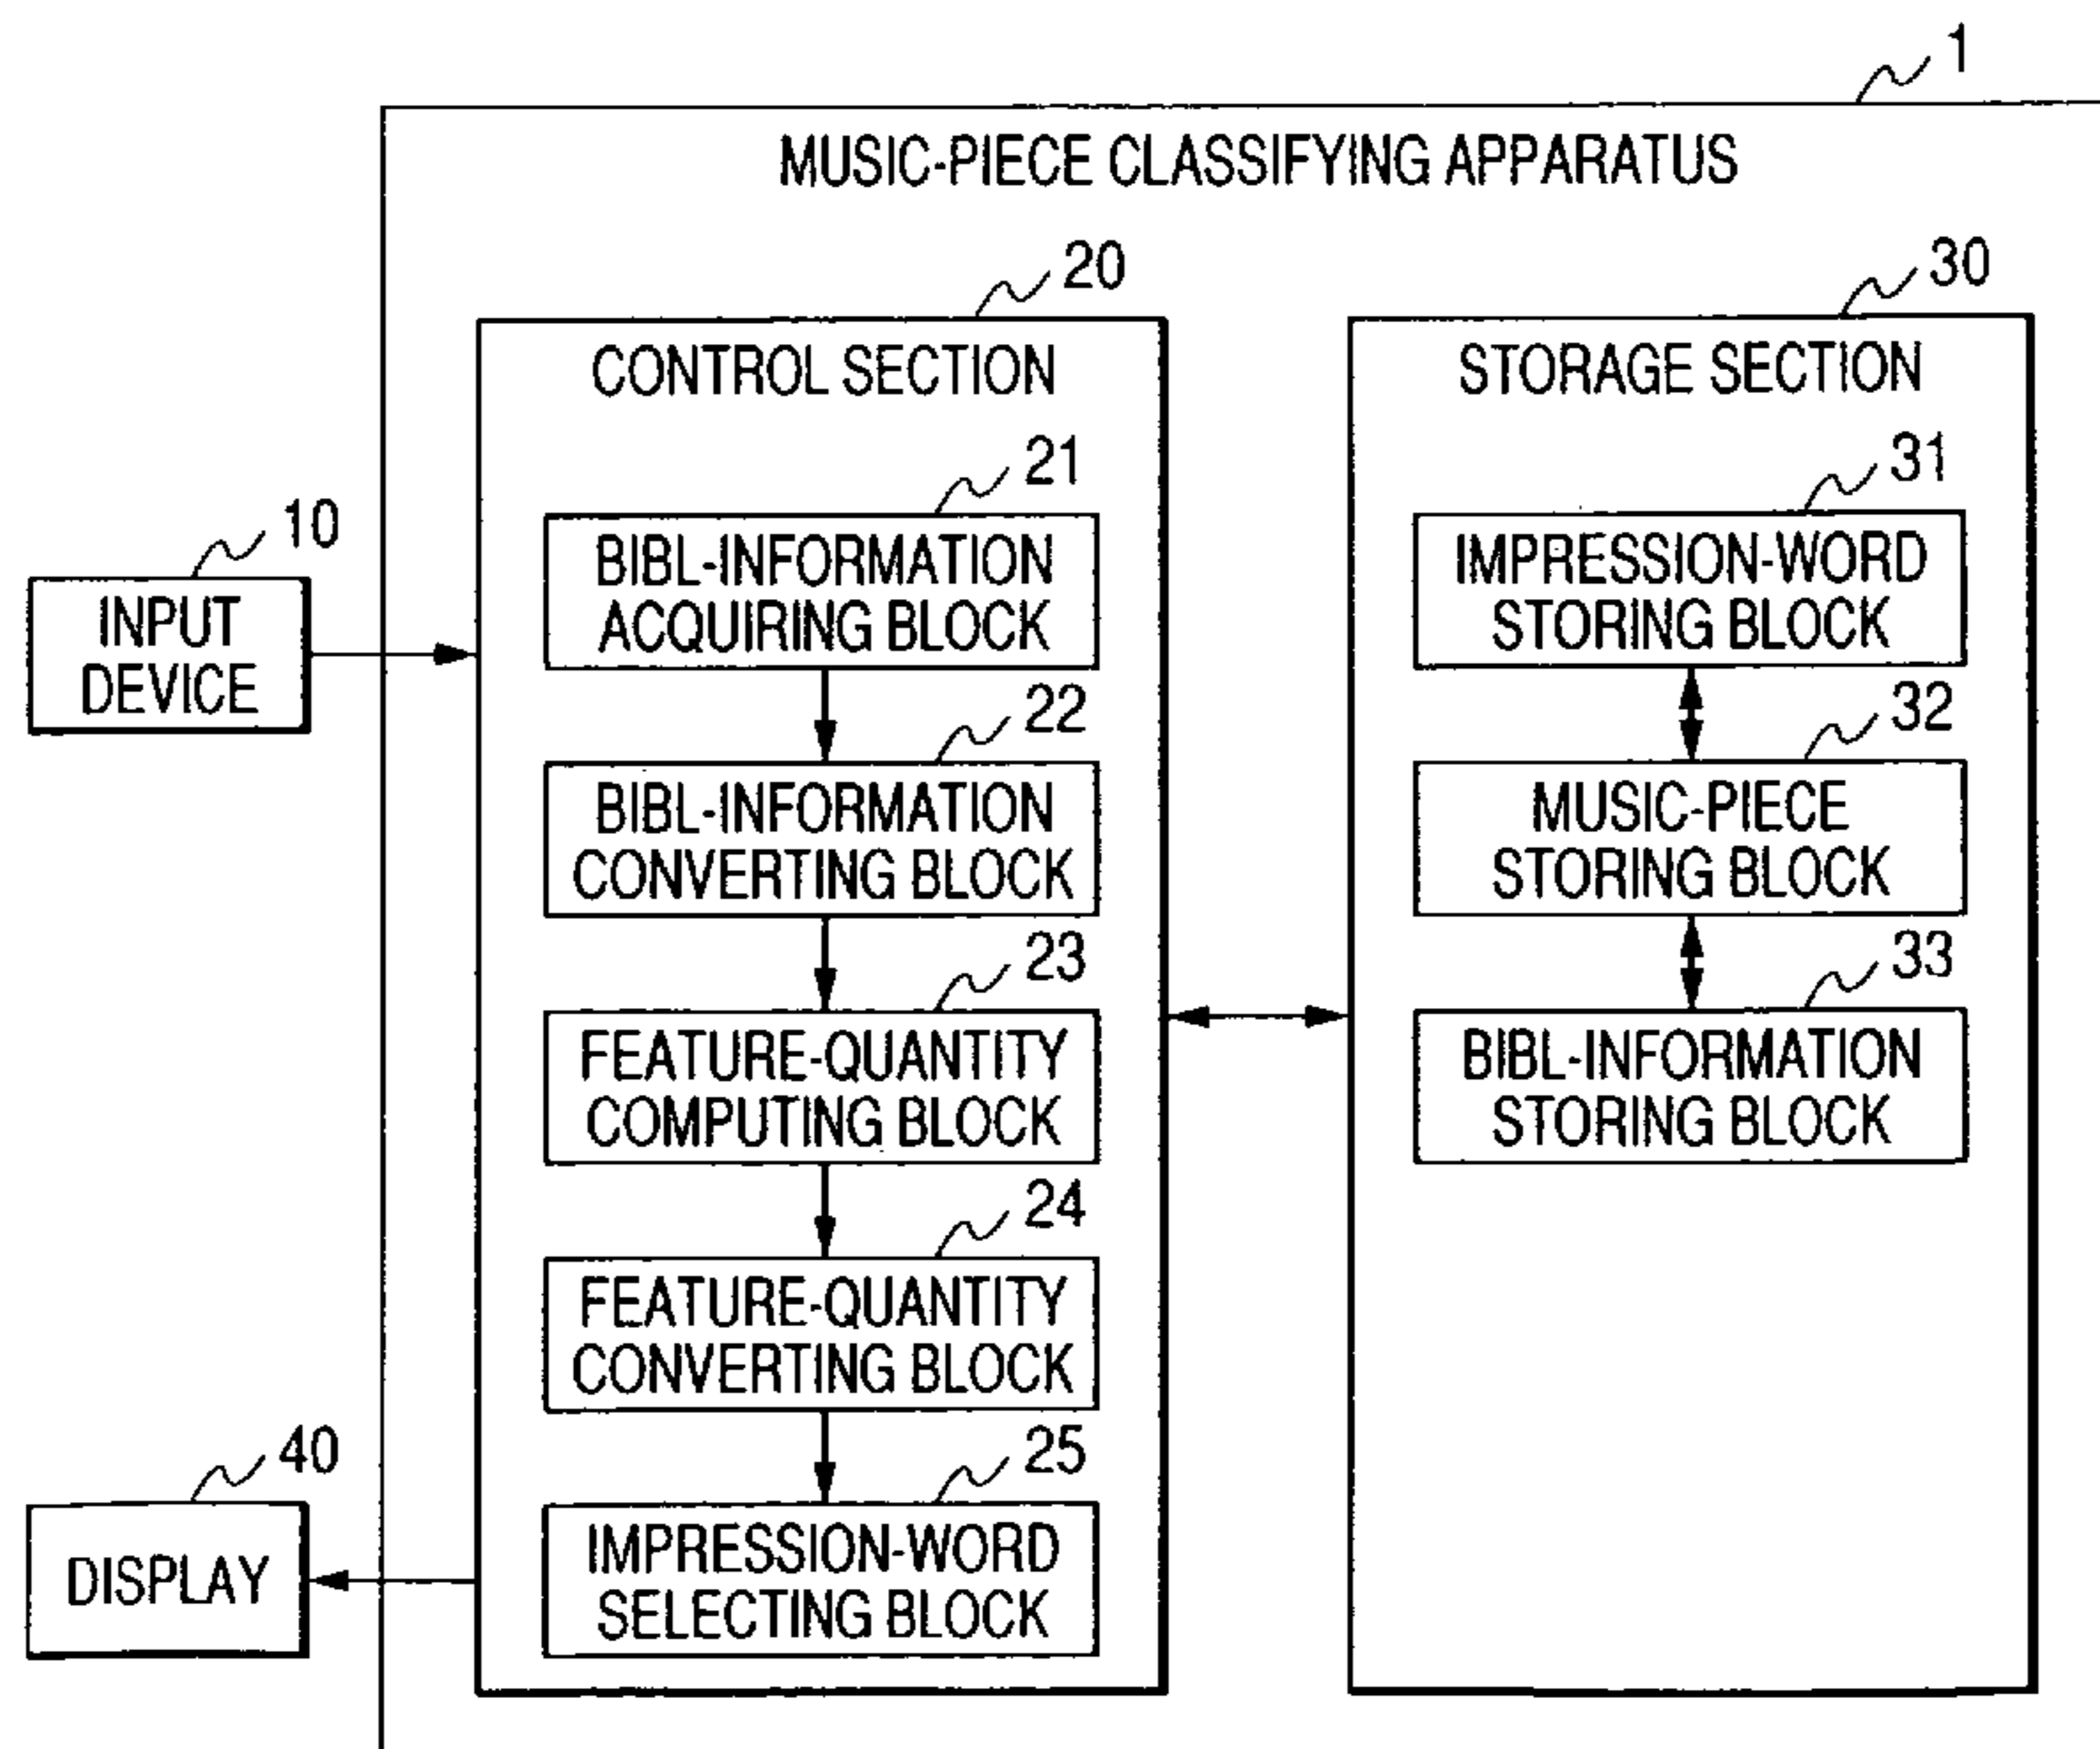 1
MUSIC-PIECE CLASSIFYING APPARATUS
20
CONTROL SECTION
21
BIBL-INFORMATION
ACQUIRING BLOCK
22
BIBL-INFORMATION
CONVERTING BLOCK
23
FEATURE-QUANTITY
COMPUTING BLOCK
24
FEATURE-QUANTITY
CONVERTING BLOCK
25
IMPRESSION-WORD
SELECTING BLOCK
30
STORAGE SECTION
31
IMPRESSION-WORD
STORING BLOCK
32
MUSIC-PIECE
STORING BLOCK
33
BIBL-INFORMATION
STORING BLOCK
10
INPUT
DEVICE
40
DISPLAY